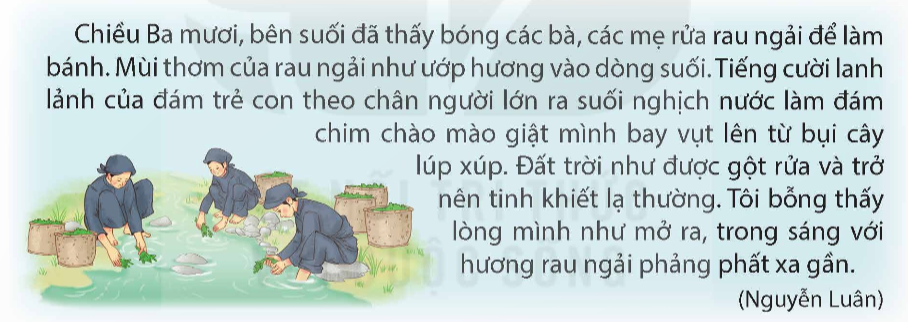 Chiều Ba mươi, bên suối đã thấy bóng các bà, các mẹ rửa rau ngải để làm
bánh. Mùi thơm của rau ngải như ướp hương vào dòng suối. Tiếng cười lanh
lảnh của đám trẻ con theo chân người lớn ra suối nghịch nước làm đám
chim chào mào giật mình bay vụt lên từ bụi cây
lúp xúp. Đất trời như được gột rửa và trở
nên tinh khiết lạ thường. Tôi bỗng thấy
lòng mình như mở ra, trong sáng với
hương rau ngải phảng phất xa gần.
(Nguyễn Luân)